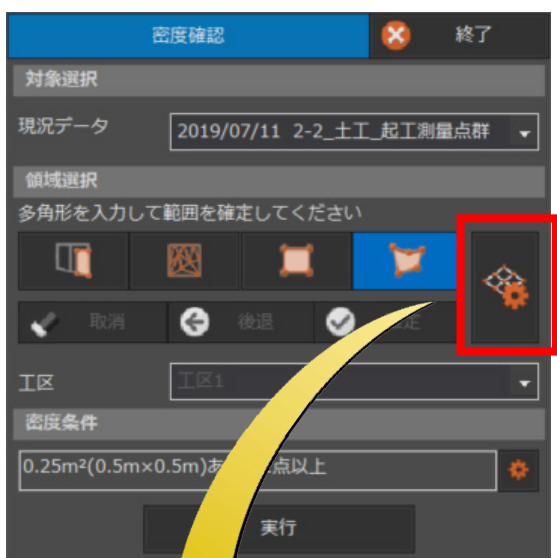 密度確認
終了
対象選択
現況データ
2019/07/11 2-2_土工_起工測量点群
領域選択
多角形を入力して範囲を確定してください
取消
後退
定
工区
工区1
密度条件
0.25m²(0.5m×0.5m)あ 点以上
実行